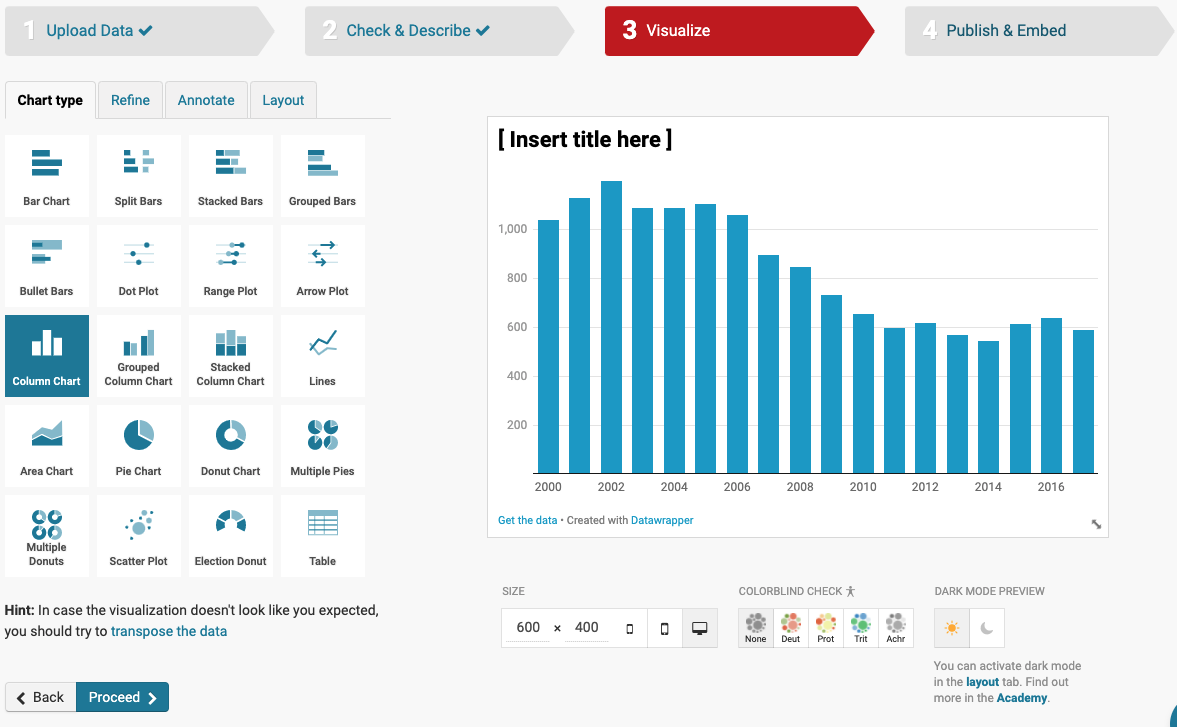 1 Upload Data
2 Check & Describe
3 Visualize
4 Publish & Embed
Chart type
Refine
Annotate
Layout
Bar Chart
Split Bars
Stacked Bars
Grouped Bars
Bullet Bars
Dot Plot
Range Plot
Arrow Plot
Column Chart
Grouped
Column Chart
Stacked
Column Chart
Lines
Area Chart
Pie Chart
Donut Chart
Multiple Pies
Multiple
Donuts
Scatter Plot
Election Donut
Table
Hint: In case the visualization doesn't look like you expected,
you should try to transpose the data
Back
Proceed
[ Insert title here ]
1,000
800
600
400
200
2000 2002 2004 2006 2008 2010 2012 2014 2016
Get the data • Created with Datawrapper
SIZE
600 × 400
COLORBLIND CHECK
None Deut Prot Trit Achr
DARK MODE PREVIEW
You can activate dark mode
in the layout tab. Find out
more in the Academy.